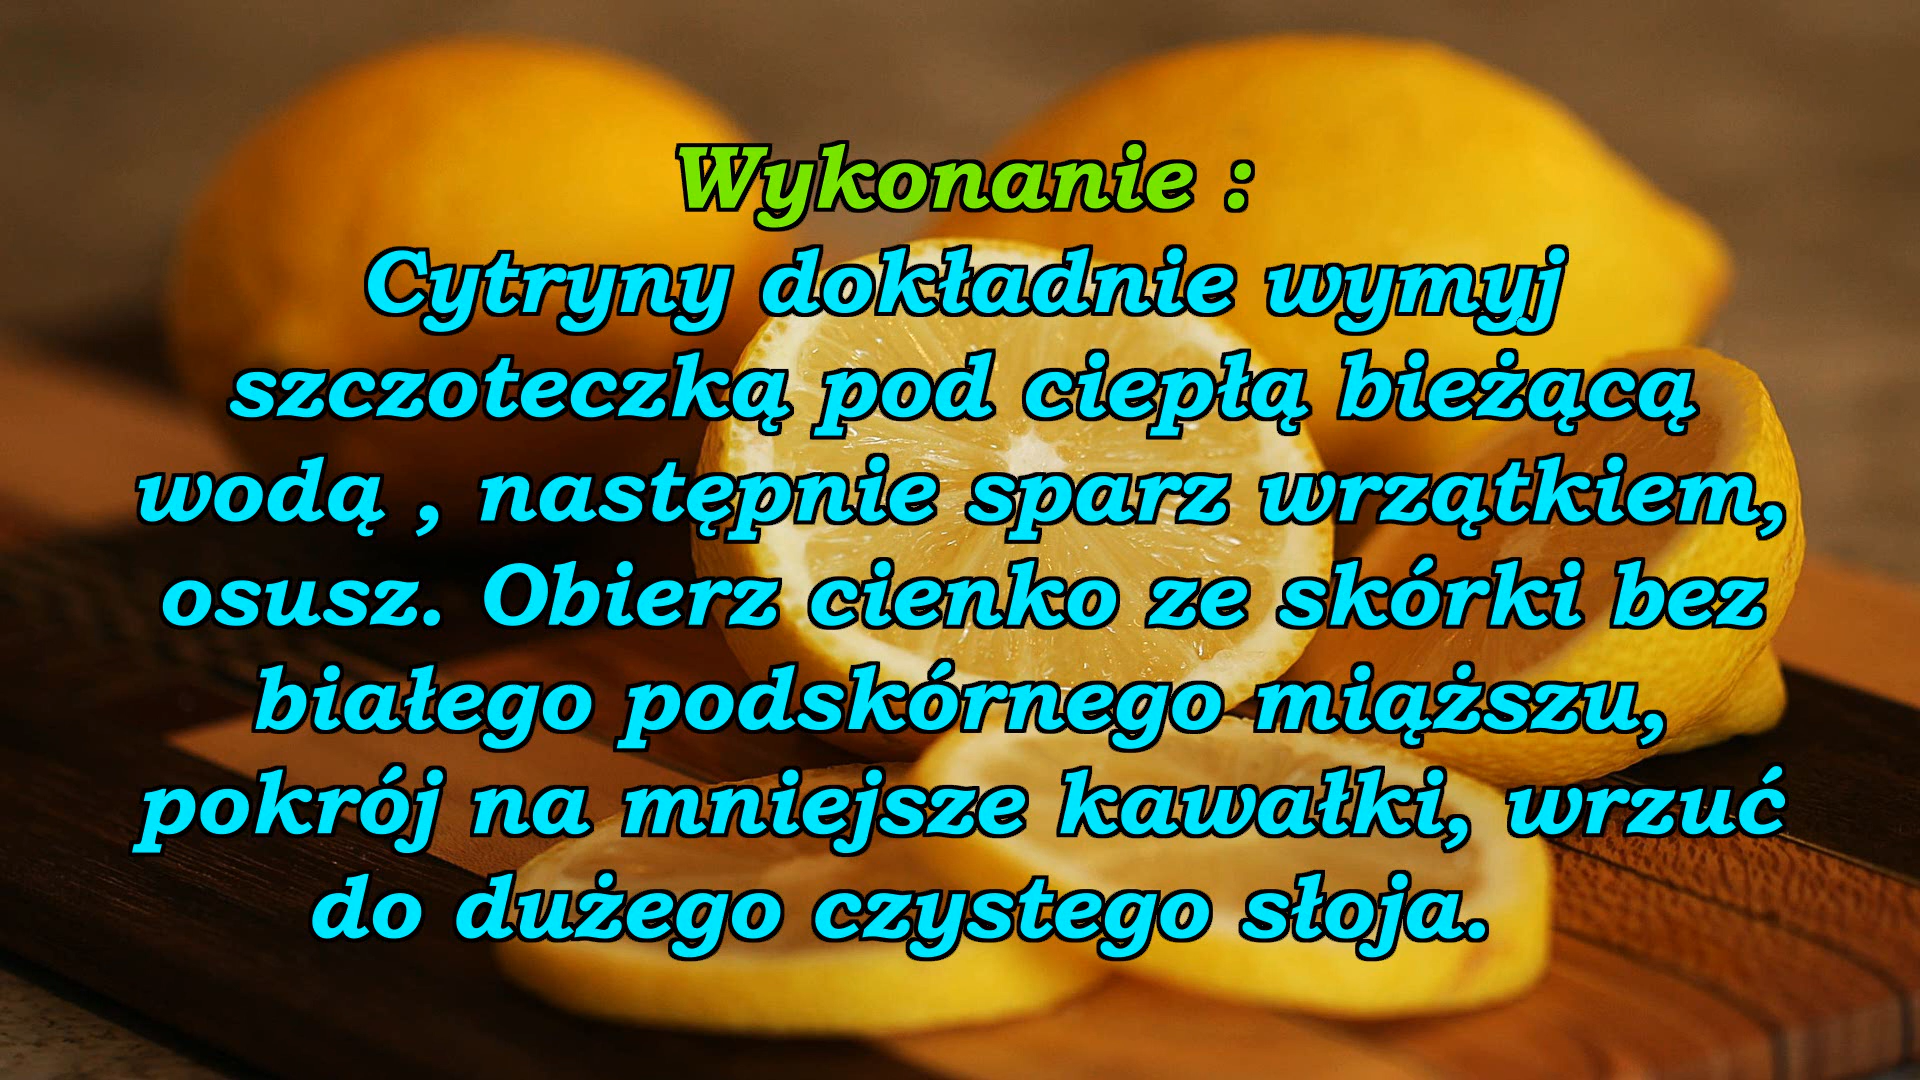 Wykonanie :
Cytryny dokładnie wymyj
szczoteczką pod ciepłą bieżącą
wodą , następnie sparz wrzątkiem,
osusz. Obierz cienko ze skórki bez
białego podskórnego miąższu,
pokrój na mniejsze kawałki, wrzuć
do dużego czystego słoja.